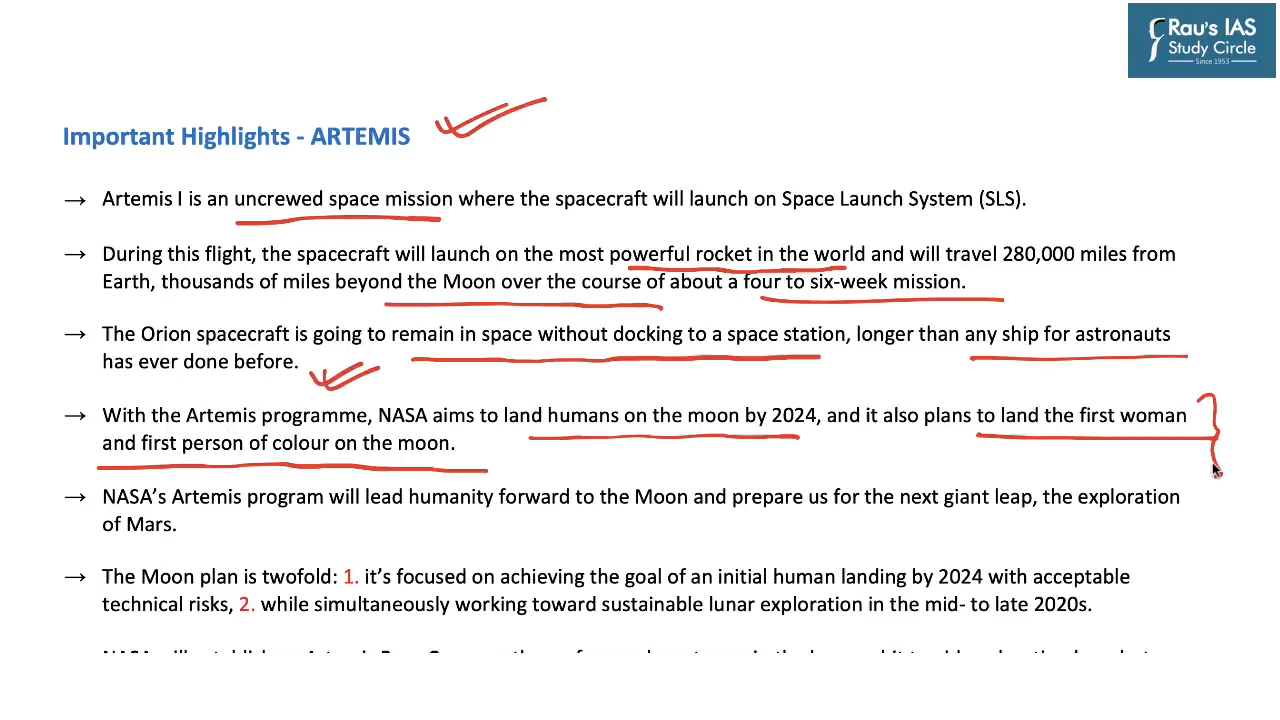 Rau's IAS
Study Circle
Since 1953
Important Highlights - ARTEMIS
→ Artemis I is an uncrewed space mission where the spacecraft will launch on Space Launch System (SLS).
→ During this flight, the spacecraft will launch on the most powerful rocket in the world and will travel 280,000 miles from
Earth, thousands of miles beyond the Moon over the course of about a four to six-week mission.
→ The Orion spacecraft is going to remain in space without docking to a space station, longer than any ship for astronauts
has ever done before.
→ With the Artemis programme, NASA aims to land humans on the moon by 2024, and it also plans to land the first woman
and first person of colour on the moon.
→ NASA's Artemis program will lead humanity forward to the Moon and prepare us for the next giant leap, the exploration
of Mars.
→ The Moon plan is twofold: 1. it's focused on achieving the goal of an initial human landing by 2024 with acceptable
technical risks, 2. while simultaneously working toward sustainable lunar exploration in the mid- to late 2020s.